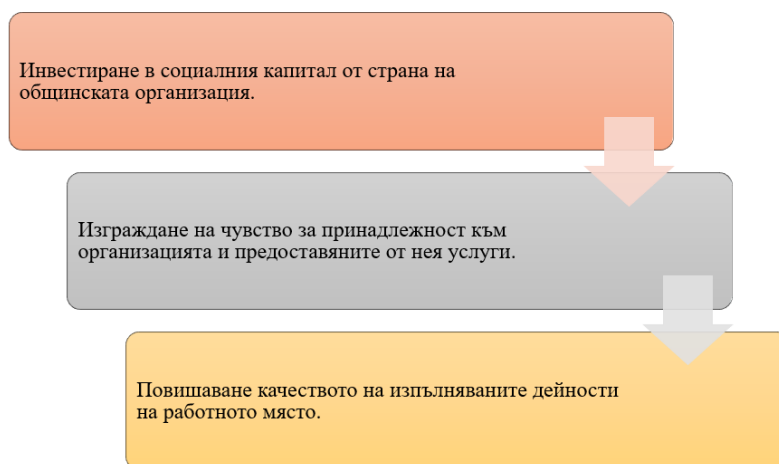 Инвестиране в социалния капитал от страна на
общинската организация.
Изграждане на чувство за принадлежност към
организацията и предоставяните от нея услуги.
Повишаване качеството на изпълняваните дейности
на работното място.